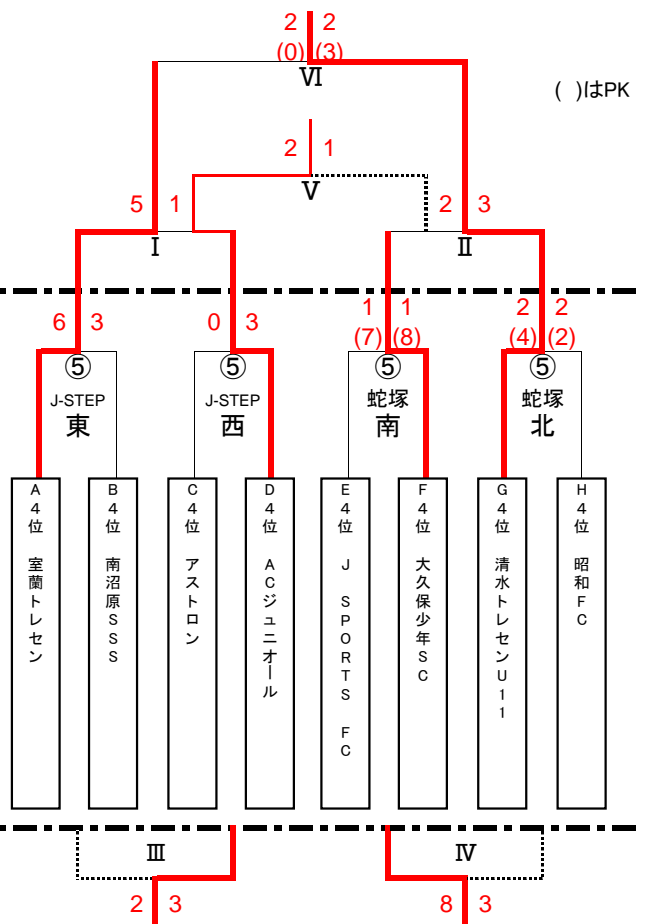 2 2
(0) (3)
Ⅵ
( )はPK
2 1
Ⅴ
5 1
2 3
Ⅰ
Ⅱ
6 3
0 3
1 1
(7) (8)
2 2
(4) (2)
⑤
J-STEP
東
⑤
J-STEP
西
⑤
蛇塚
南
⑤
蛇塚
北
A4位 室蘭トレセン
B4位 南沼原SSS
C4位 アストロン
D4位 ACジュニオール
E4位 J SPORTS FC
F4位 大久保少年SC
G4位 清水トレセンU11
H4位 昭和FC
Ⅲ
Ⅳ
2 3
8 3